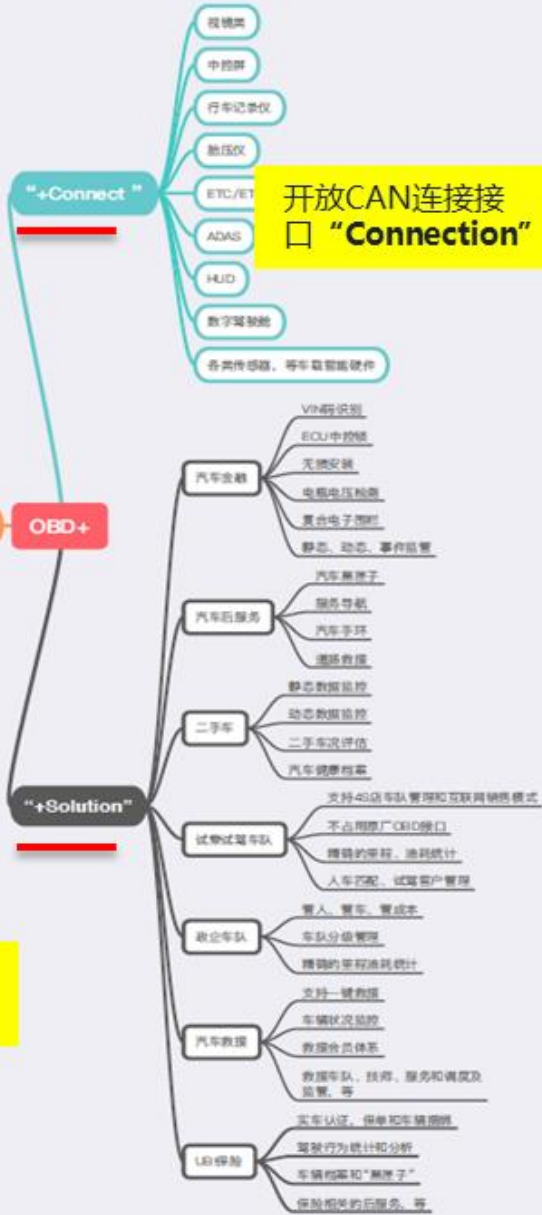 视镜类
中控屏
行车记录仪
胎压仪
“+Connect ”
ETC/ET
开放CAN连接接
口“Connection”
ADAS
HUD
数字驾驶舱
各类传感器，等车载智能硬件
OBD+
汽车金融
VIN码识别
ECU中控锁
无损安装
电瓶电压检测
复合电子围栏
静态、动态、事件监管
汽车后服务
汽车黑匣子
服务导航
汽车手环
道路救援
二手车
静态数据监控
动态数据监控
二手车况评估
汽车健康档案
“+Solution”
试乘试驾车队
支持4S店车队管理和互联网销售模式
不占用原厂OBD接口
精确的里程、油耗统计
人车匹配、试驾客户管理
政企车队
管人、管车、管成本
车队分级管理
精确的里程油耗统计
汽车救援
支持一键救援
车辆状况监控
救援会员体系
救援车队、技师、服务和调度及
监管，等
UBI保险
实车认证，保单和车辆捆绑
驾驶行为统计和分析
车辆档案和“黑匣子”
保险相关的后服务，等